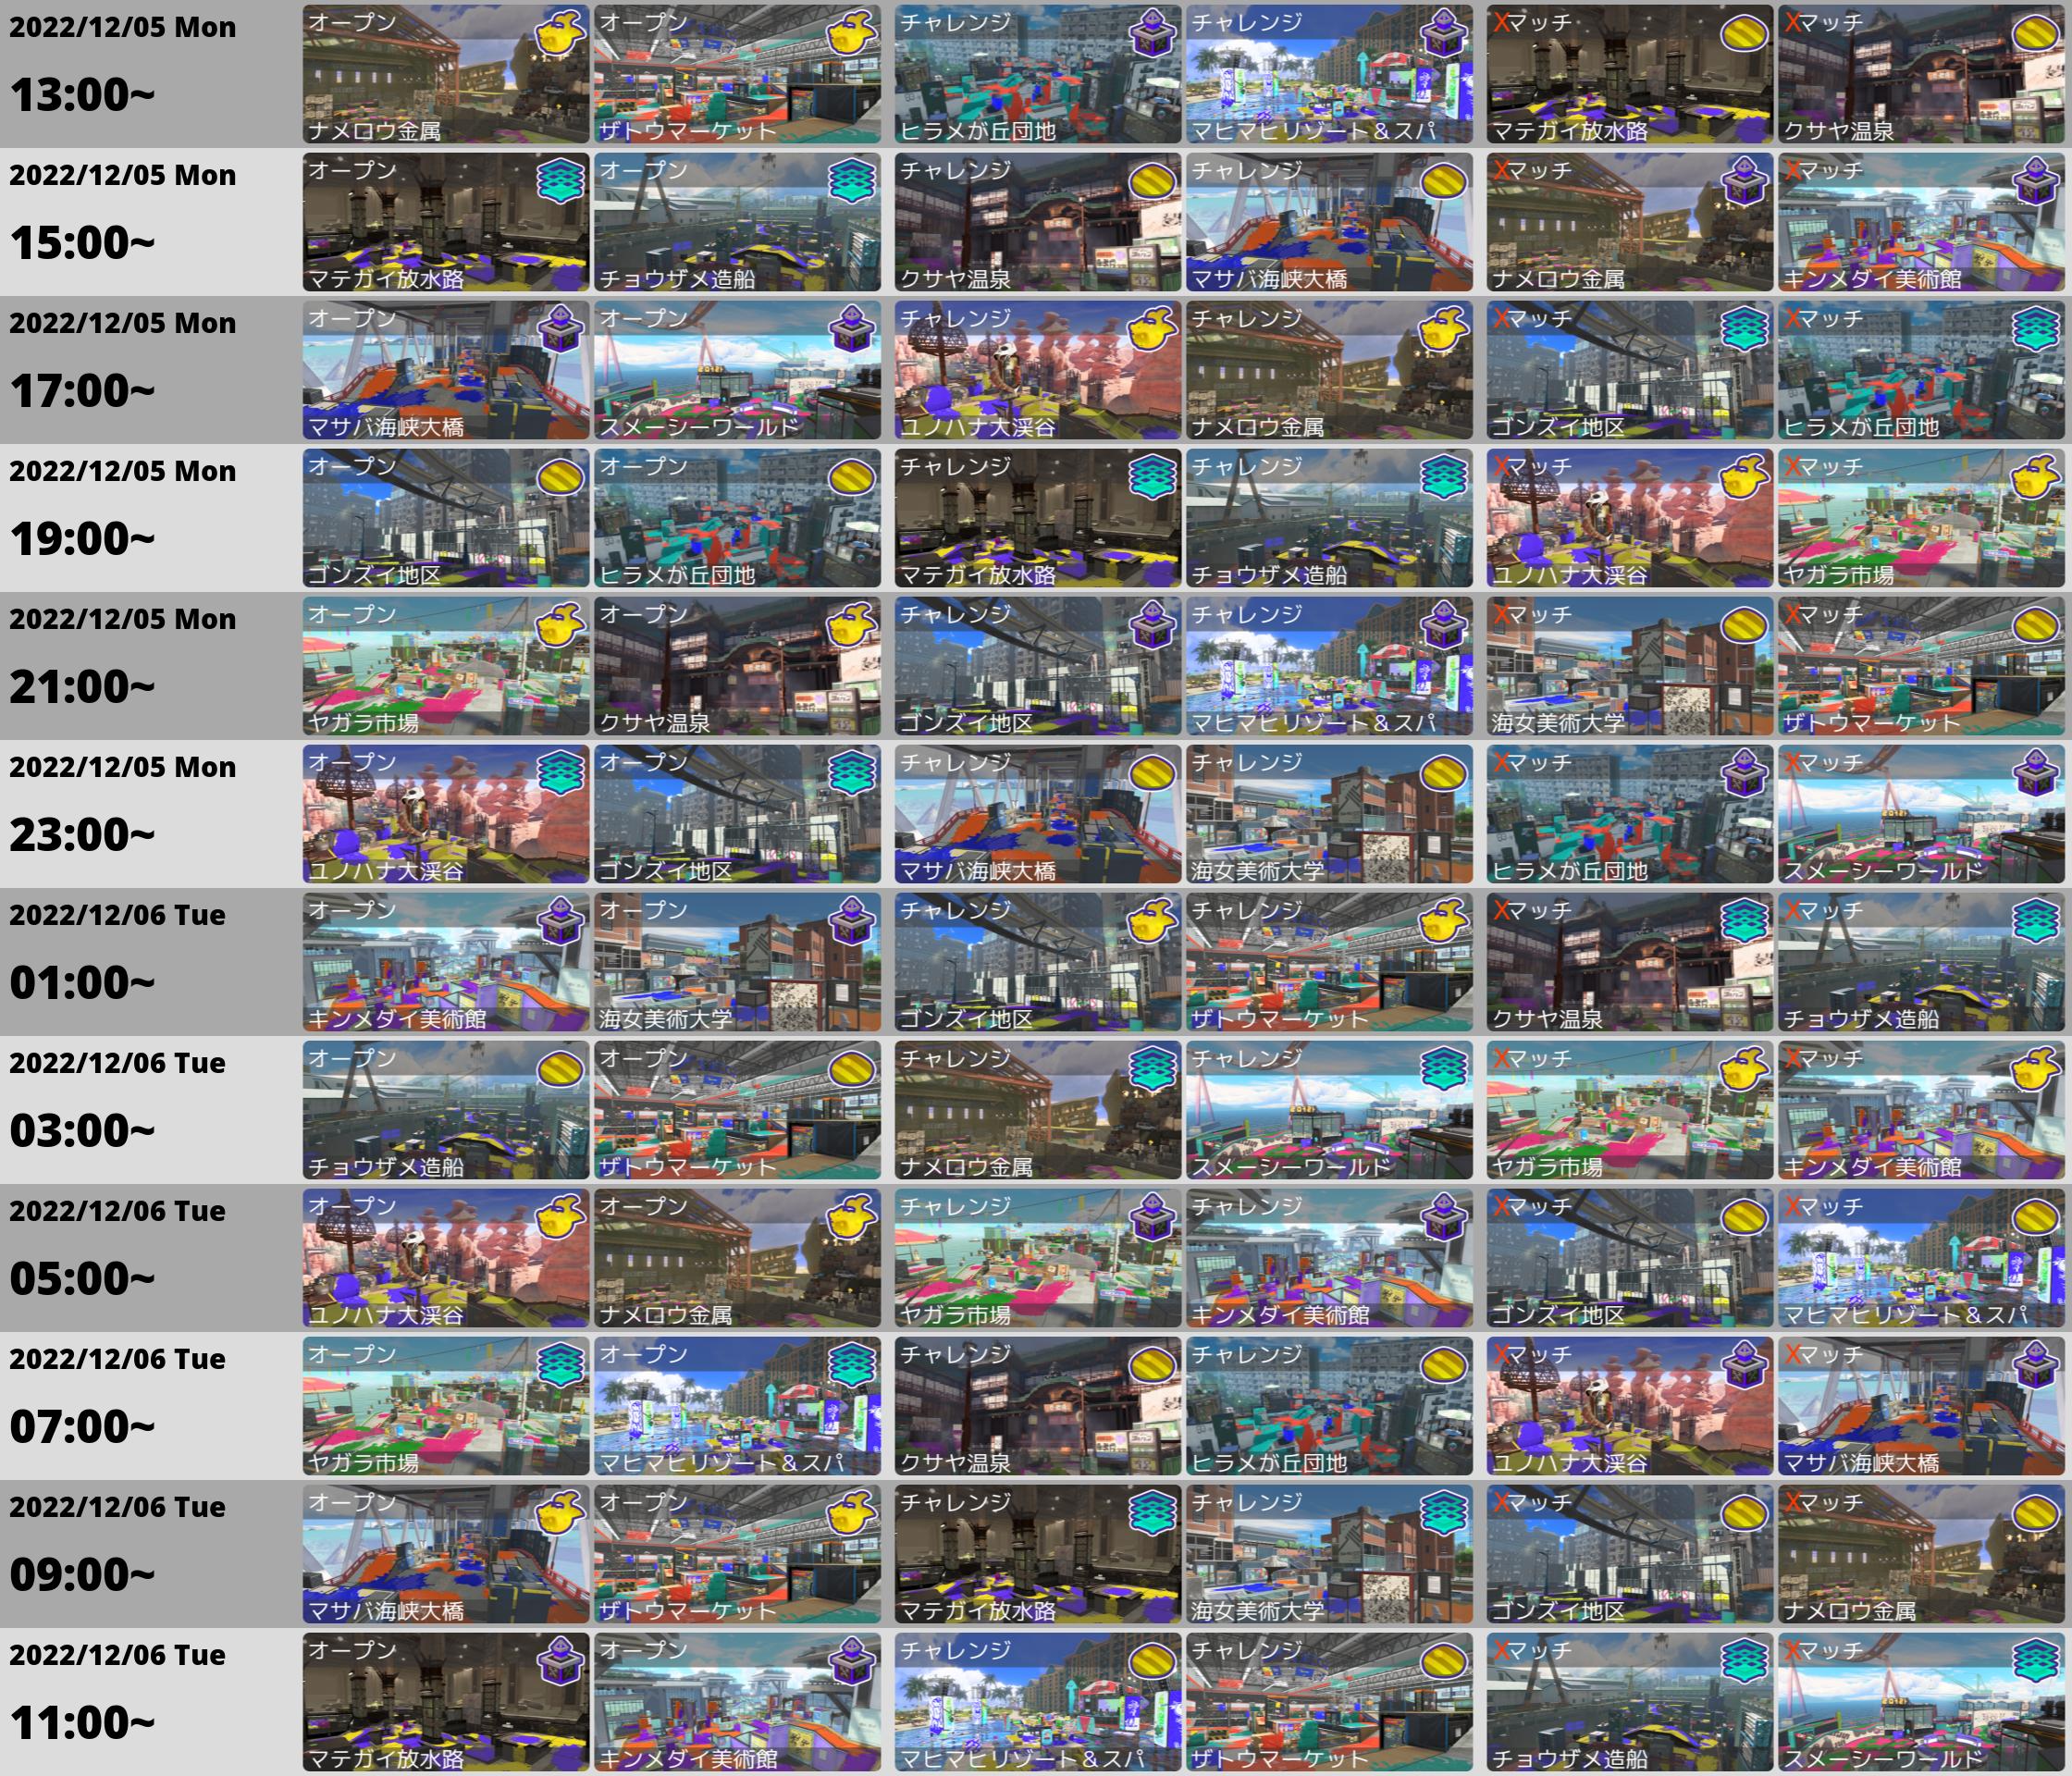 2022/12/05 Mon
13:00~
オープン オープン チャレンジ チャレンジ Xマッチ Xマッチ
ナメロウ金属 ザトウマーケット ヒラメが丘団地 マヒマヒリゾート＆スパ マテガイ放水路 クサヤ温泉
2022/12/05 Mon
15:00~
オープン オープン チャレンジ チャレンジ Xマッチ Xマッチ
マテガイ放水路 チョウザメ造船 クサヤ温泉 マサバ海峡大橋 ナメロウ金属 キンメダイ美術館
2022/12/05 Mon
17:00~
オープン オープン チャレンジ チャレンジ Xマッチ Xマッチ
マサバ海峡大橋 スメーシーワールド ユノハナ大渓谷 ナメロウ金属 ゴンズイ地区 ヒラメが丘団地
2022/12/05 Mon
19:00~
オープン オープン チャレンジ チャレンジ Xマッチ Xマッチ
ゴンズイ地区 ヒラメが丘団地 マテガイ放水路 チョウザメ造船 ユノハナ大渓谷 ヤガラ市場
2022/12/05 Mon
21:00~
オープン オープン チャレンジ チャレンジ Xマッチ Xマッチ
ヤガラ市場 クサヤ温泉 ゴンズイ地区 マヒマヒリゾート＆スパ 海女美術大学 ザトウマーケット
2022/12/05 Mon
23:00~
オープン オープン チャレンジ チャレンジ Xマッチ Xマッチ
ユノハナ大渓谷 ゴンズイ地区 マサバ海峡大橋 海女美術大学 ヒラメが丘団地 スメーシーワールド
2022/12/06 Tue
01:00~
オープン オープン チャレンジ チャレンジ Xマッチ Xマッチ
キンメダイ美術館 海女美術大学 ゴンズイ地区 ザトウマーケット クサヤ温泉 チョウザメ造船
2022/12/06 Tue
03:00~
オープン オープン チャレンジ チャレンジ Xマッチ Xマッチ
チョウザメ造船 ザトウマーケット ナメロウ金属 スメーシーワールド ヤガラ市場 キンメダイ美術館
2022/12/06 Tue
05:00~
オープン オープン チャレンジ チャレンジ Xマッチ Xマッチ
ユノハナ大渓谷 ナメロウ金属 ヤガラ市場 キンメダイ美術館 ゴンズイ地区 マヒマヒリゾート＆スパ
2022/12/06 Tue
07:00~
オープン オープン チャレンジ チャレンジ Xマッチ Xマッチ
ヤガラ市場 マヒマヒリゾート＆スパ クサヤ温泉 ヒラメが丘団地 ユノハナ大渓谷 マサバ海峡大橋
2022/12/06 Tue
09:00~
オープン オープン チャレンジ チャレンジ Xマッチ Xマッチ
マサバ海峡大橋 ザトウマーケット マテガイ放水路 海女美術大学 ゴンズイ地区 ナメロウ金属
2022/12/06 Tue
11:00~
オープン オープン チャレンジ チャレンジ Xマッチ Xマッチ
マテガイ放水路 キンメダイ美術館 マヒマヒリゾート＆スパ ザトウマーケット チョウザメ造船 スメーシーワールド